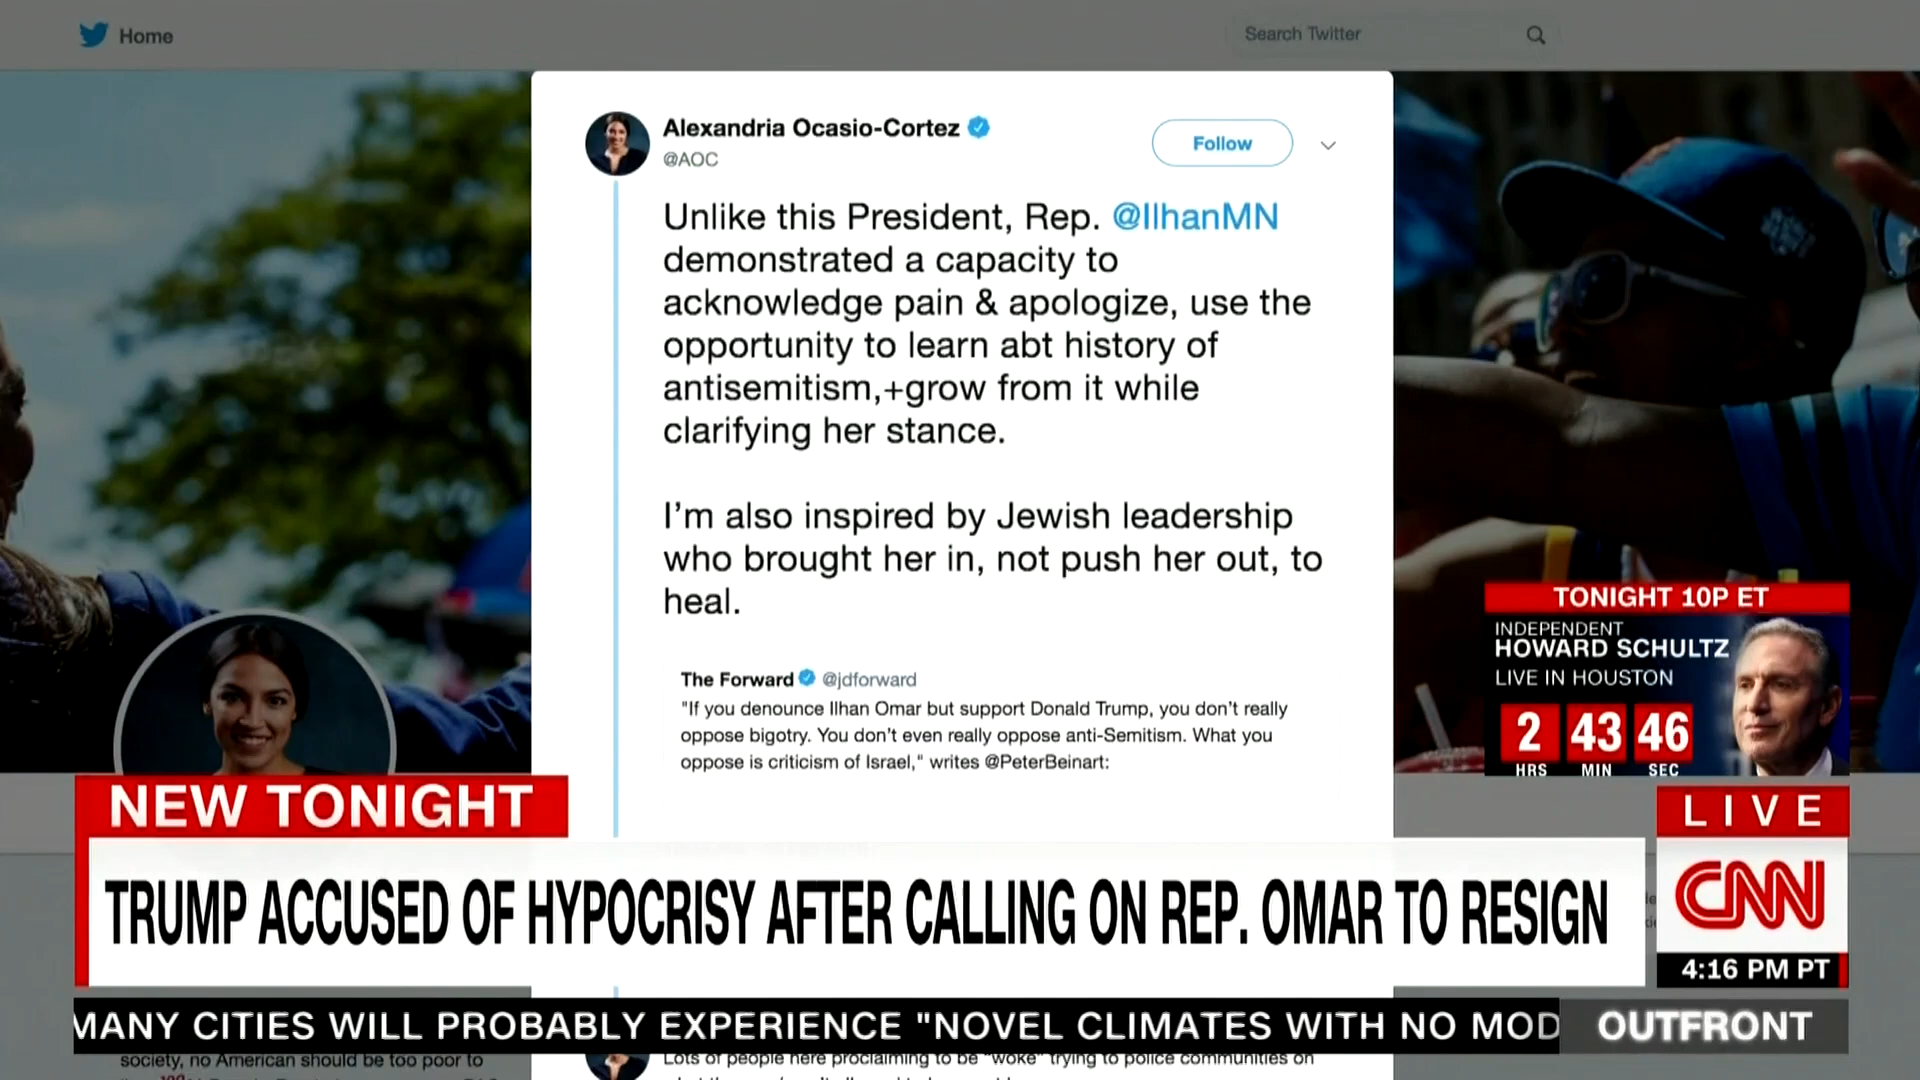 Home
Search Twitter
Alexandria Ocasio-Cortez
@AOC
Follow
Unlike this President, Rep. @IlhanMN
demonstrated a capacity to
acknowledge pain & apologize, use the
opportunity to learn abt history of
antisemitism,+grow from it while
clarifying her stance.
I'm also inspired by Jewish leadership
who brought her in, not push her out, to
heal.
The Forward @jdforward
"If you denounce Ilhan Omar but support Donald Trump, you don't really
oppose bigotry. You don't even really oppose anti-Semitism. What you
oppose is criticism of Israel," writes @PeterBeinart:
TONIGHT 10P ET
INDEPENDENT
HOWARD SCHULTZ
LIVE IN HOUSTON
2 43 46
HRS MIN SEC
NEW TONIGHT
TRUMP ACCUSED OF HYPOCRISY AFTER CALLING ON REP. OMAR TO RESIGN
LIVE
CNN
4:16 PM PT
MANY CITIES WILL PROBABLY EXPERIENCE "NOVEL CLIMATES WITH NO MOD
OUTFRONT
society, no American should be too poor to
Lots of people here proclaiming to be "woke" trying to police communities on